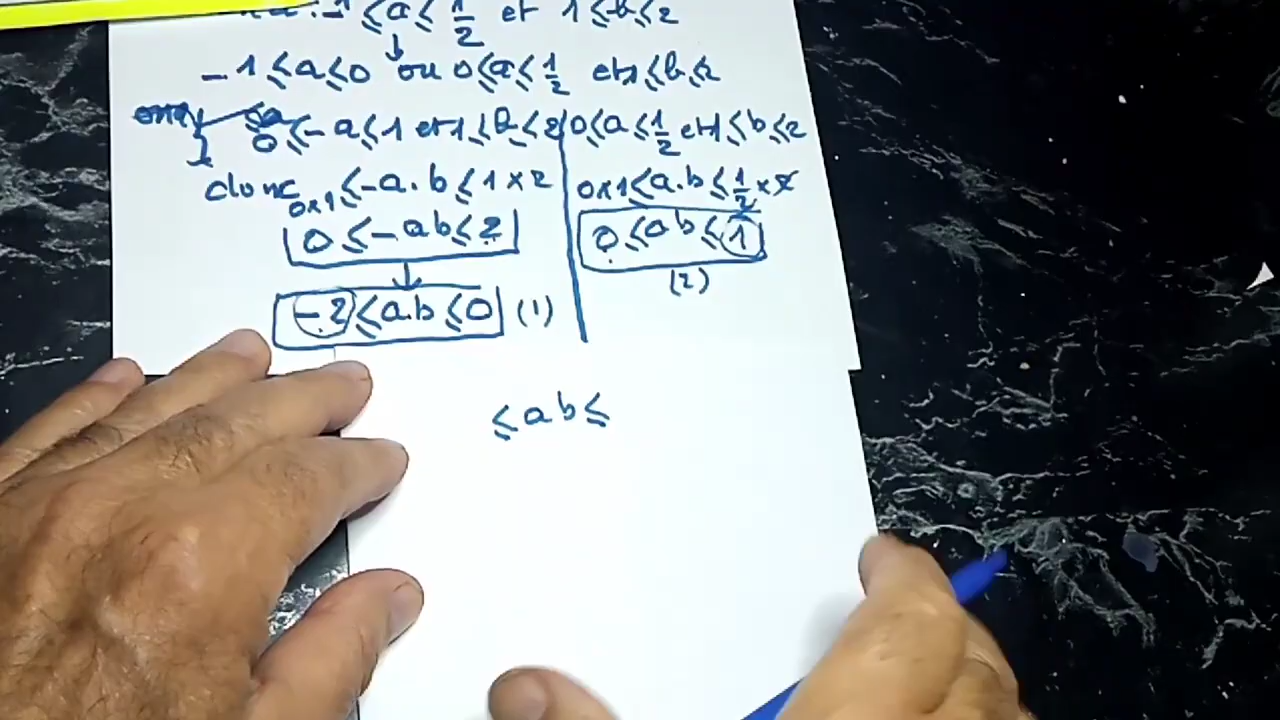 -1 ≤ a ≤ 1/2 et 1 ≤ b ≤ 2
-1 ≤ a ≤ 0 ou 0 ≤ a ≤ 1/2 et 1 ≤ b ≤ 2
≤ a
0 ≤ -a ≤ 1 et 1 ≤ b ≤ 2
donc 0×1 ≤ -a.b ≤ 1×2
0 ≤ -ab ≤ 2
-2 ≤ a.b ≤ 0 (1)
0 ≤ a ≤ 1/2 et 1 ≤ b ≤ 2
0×1 ≤ a.b ≤ 1/2 × 2
0 ≤ ab ≤ 1
(2)
≤ ab ≤